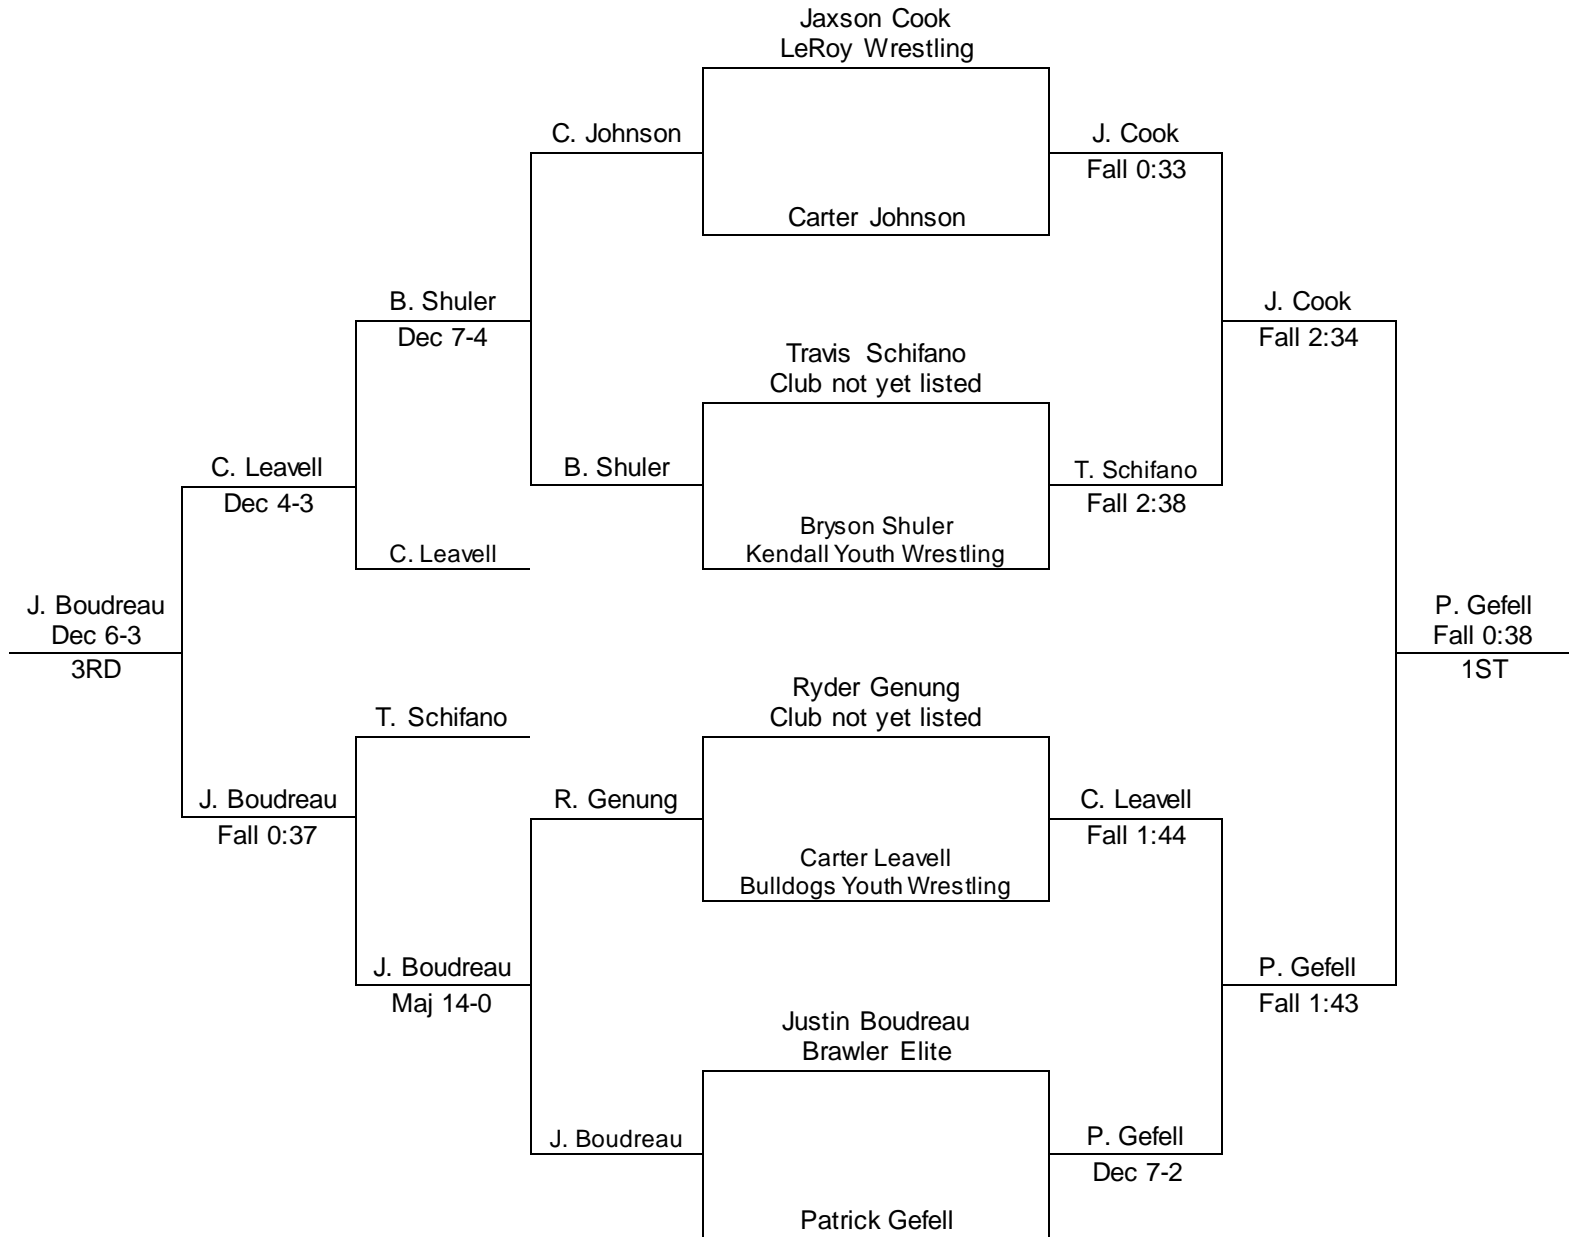 Jaxson Cook
LeRoy Wrestling
C. Johnson
J. Cook
Fall 0:33
Carter Johnson
B. Shuler
Dec 7-4
J. Cook
Fall 2:34
Travis Schifano
Club not yet listed
C. Leavell
Dec 4-3
B. Shuler
T. Schifano
Fall 2:38
Bryson Shuler
Kendall Youth Wrestling
C. Leavell
J. Boudreau
Dec 6-3
3RD
P. Gefell
Fall 0:38
1ST
Ryder Genung
Club not yet listed
T. Schifano
J. Boudreau
Fall 0:37
R. Genung
C. Leavell
Fall 1:44
Carter Leavell
Bulldogs Youth Wrestling
J. Boudreau
Maj 14-0
P. Gefell
Fall 1:43
Justin Boudreau
Brawler Elite
J. Boudreau
P. Gefell
Dec 7-2
Patrick Gefell